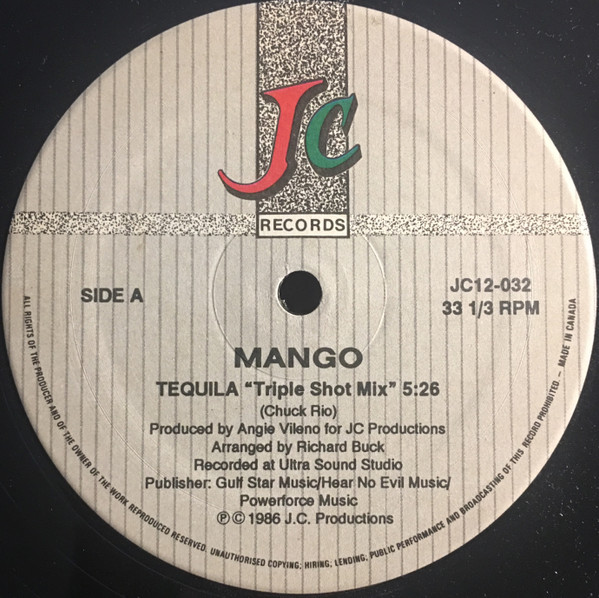 JC
RECORDS
SIDE A
JC12-032
33 1/3 RPM
MANGO
TEQUILA “Triple Shot Mix” 5:26
(Chuck Rio)
Produced by Angie Vileno for JC Productions
Arranged by Richard Buck
Recorded at Ultra Sound Studio
Publisher: Gulf Star Music/Hear No Evil Music/
Powerforce Music
℗ © 1986 J.C. Productions
ALL RIGHTS OF THE PRODUCER AND OF THE OWNER OF THE WORK REPRODUCED RESERVED. UNAUTHORISED COPYING; HIRING; LENDING; PUBLIC PERFORMANCE AND BROADCASTING OF THIS RECORD PROHIBITED. – MADE IN CANADA